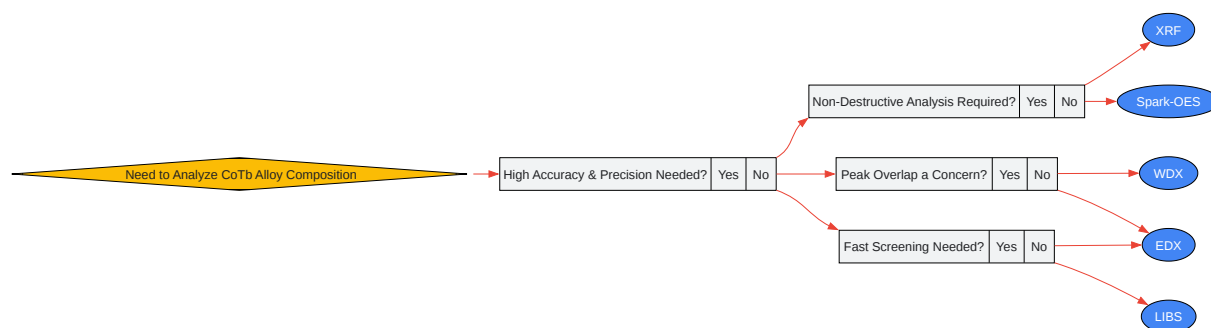 XRF
Non-Destructive Analysis Required? Yes No
Spark-OES
Need to Analyze CoTb Alloy Composition
High Accuracy & Precision Needed? Yes No
Peak Overlap a Concern? Yes No
WDX
Fast Screening Needed? Yes No
EDX
LIBS